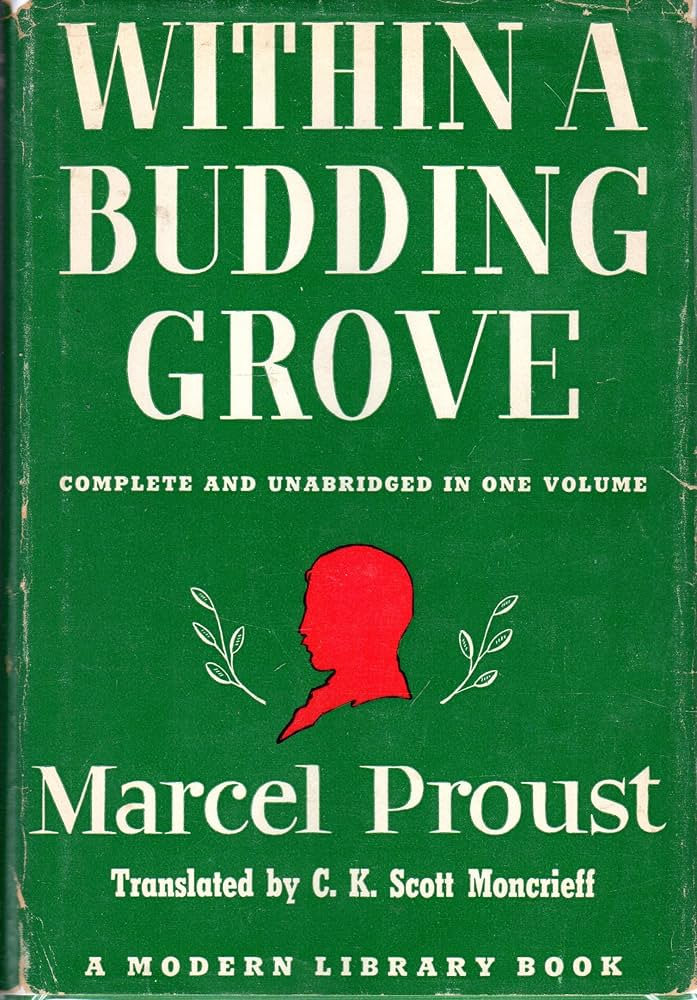 WITHIN A
BUDDING
GROVE
COMPLETE AND UNABRIDGED IN ONE VOLUME
Marcel Proust
Translated by C. K. Scott Moncrieff
A MODERN LIBRARY BOOK